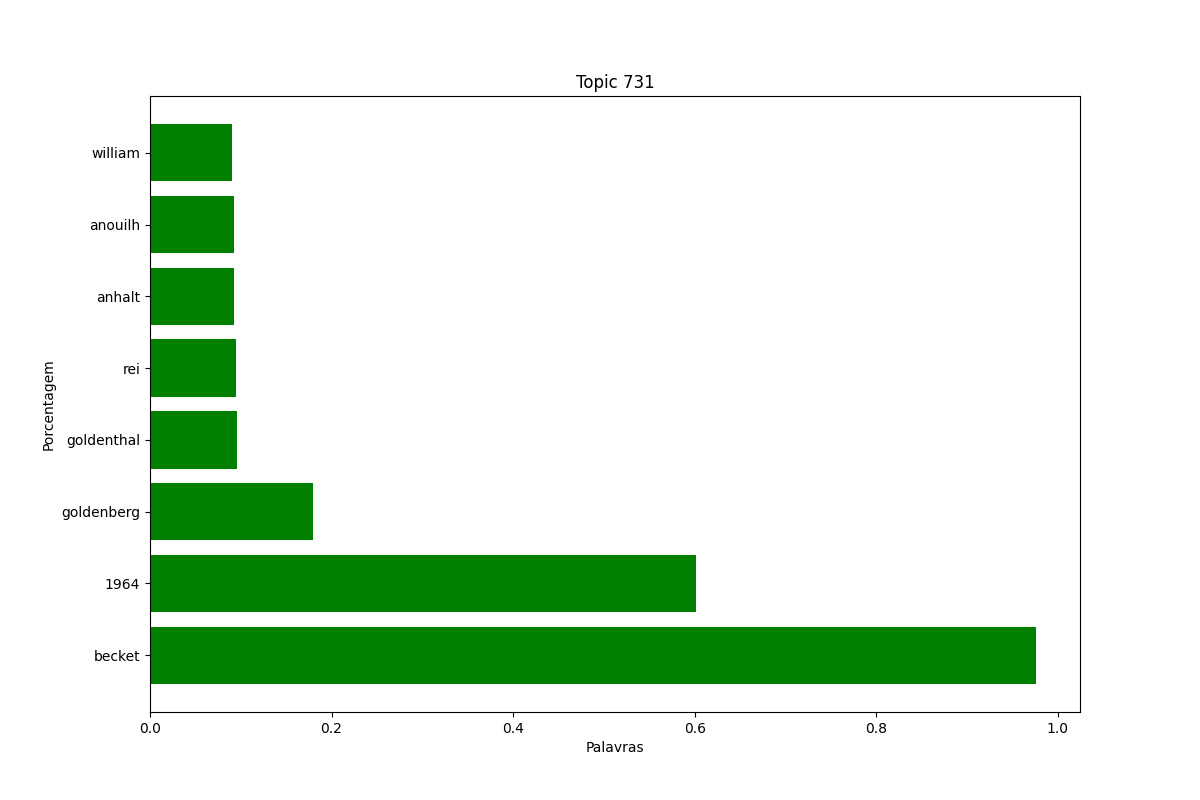 Topic 731
Porcentagem
william
anouilh
anhalt
rei
goldenthal
goldenberg
1964
becket
0.0 0.2 0.4 0.6 0.8 1.0
Palavras